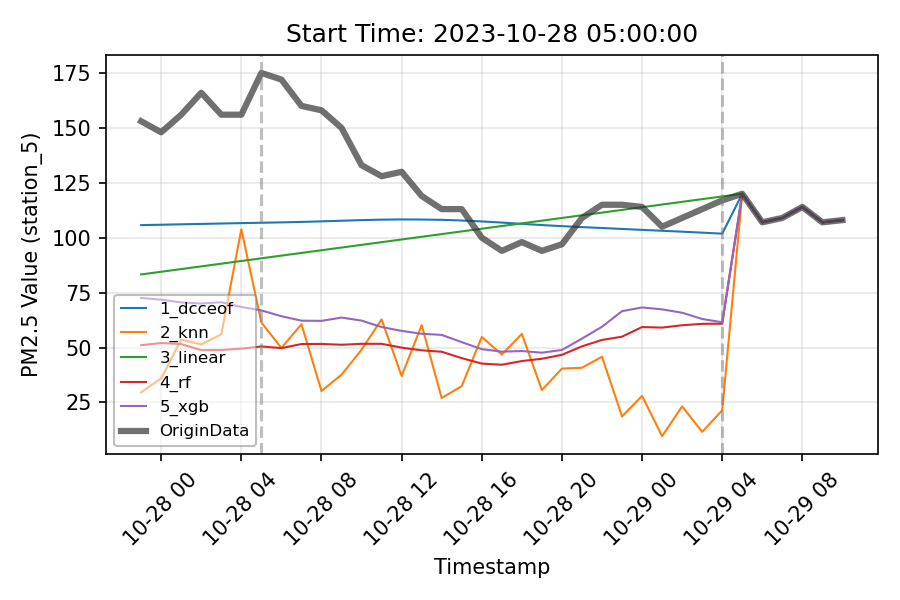 Start Time: 2023-10-28 05:00:00
PM2.5 Value (station_5)
175
150
125
100
75
50
25
1_dcceof
2_knn
3_linear
4_rf
5_xgb
OriginData
10-28 00
10-28 04
10-28 08
10-28 12
10-28 16
10-28 20
10-29 00
10-29 04
10-29 08
Timestamp